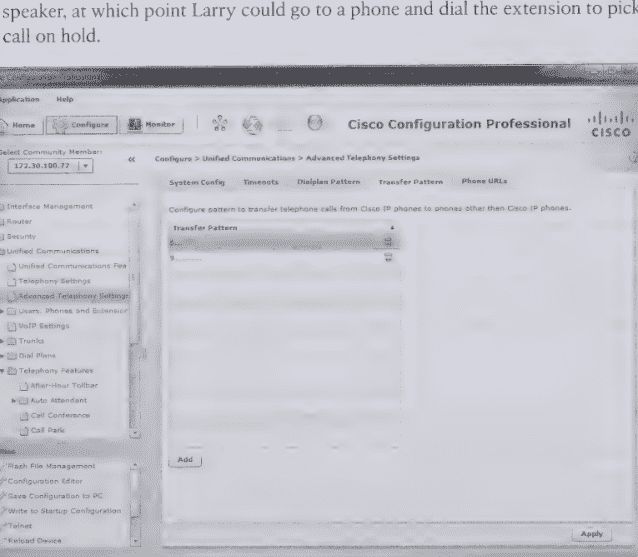 speaker, at which point Larry could go to a phone and dial the extension to pick
call on hold.
Application Help
Home Configure Monitor
Cisco Configuration Professional
CISCO
Select Community Member:
172.30.100.77
«
Configure > Unified Communications > Advanced Telephony Settings
System Config Timeouts Dialplan Pattern Transfer Pattern Phone URLs
Configure pattern to transfer telephone calls from Cisco IP phones to phones other then Cisco IP phones.
Transfer Pattern
Interface Management
Router
Security
Unified Communications
Unified Communications Fea
Telephony Settings
Advanced Telephony Settings
Users, Phones and Extension
VoIP Settings
Trunks
Dial Plans
Telephony Features
After-Hour Tollbar
Auto Attendant
Call Conference
Call Park
Add
Flash File Management
Configuration Editor
Save Configuration to PC
Write to Startup Configuration
Telnet
Reload Device
Apply